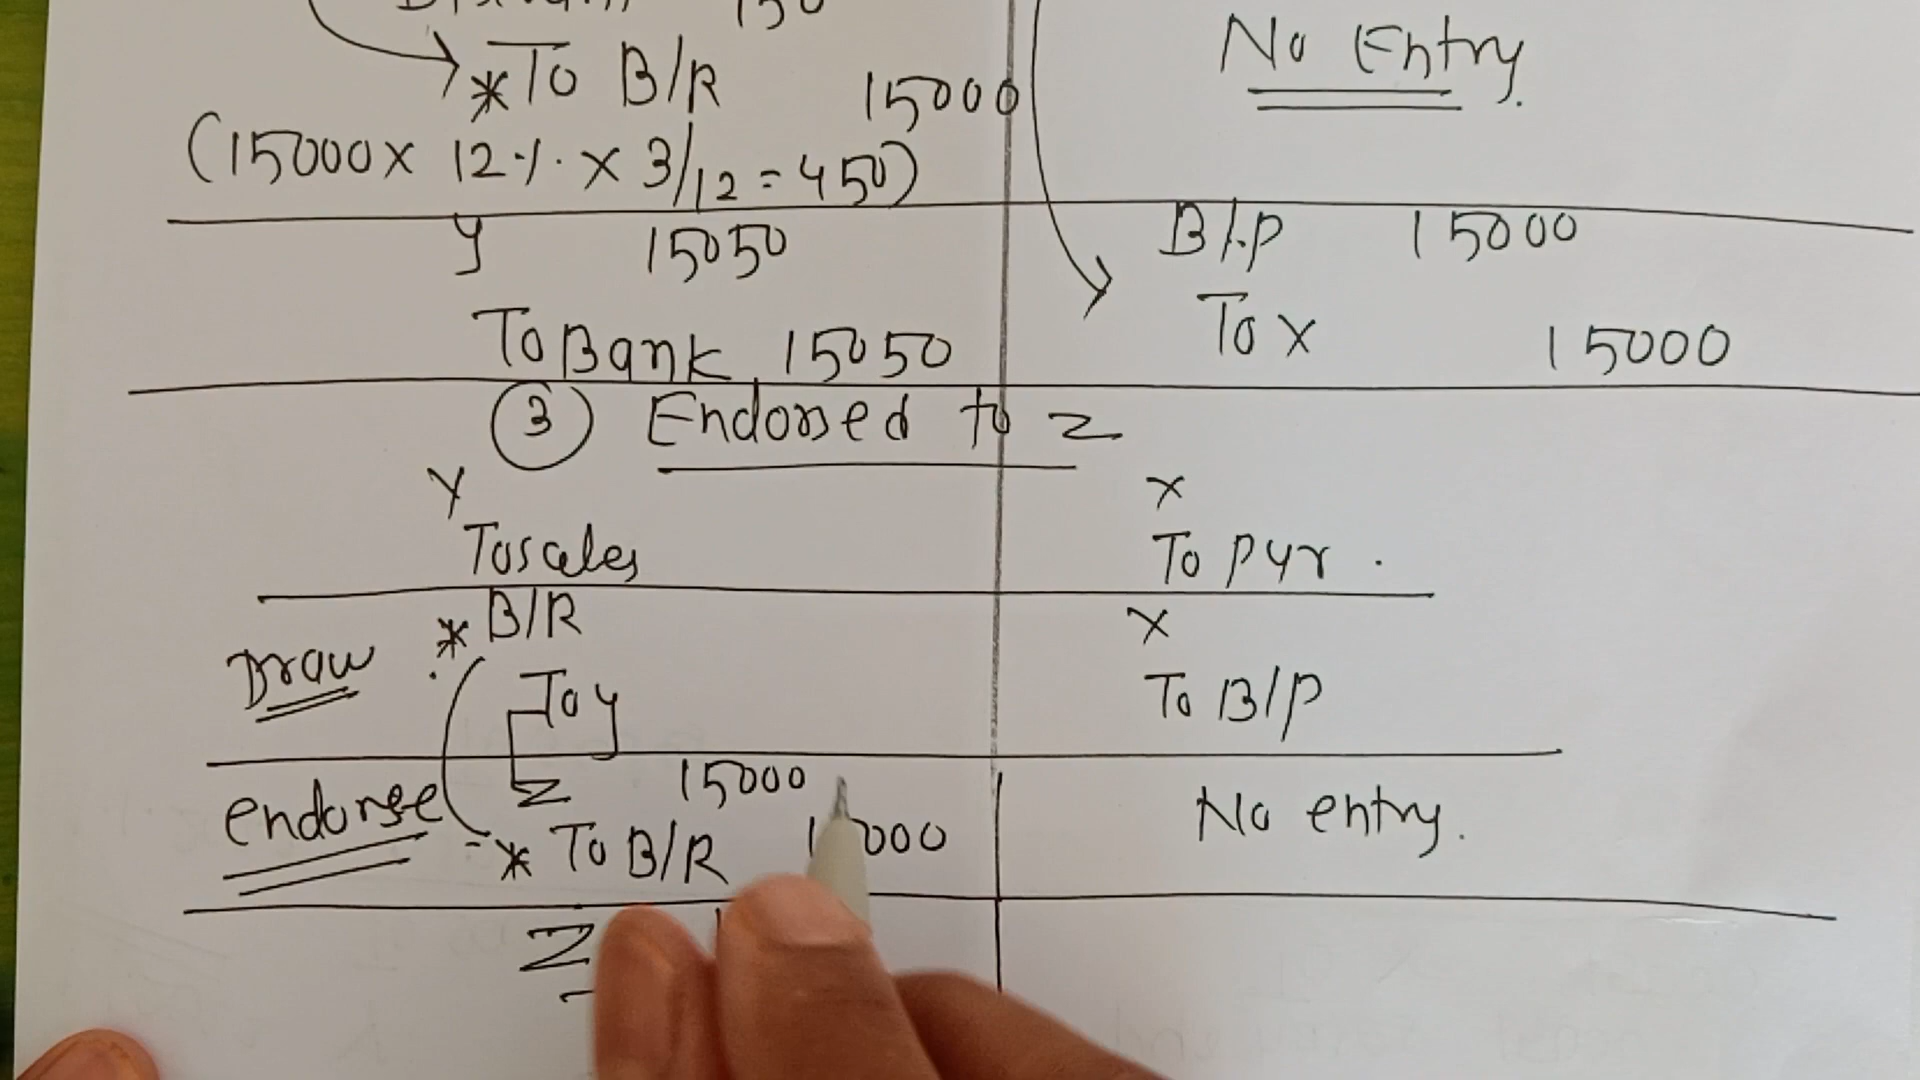 *To B/R 15000
(15000 x 12%. x 3/12 = 450)
No Entry.
y 15050
To Bank 15050
B/P 15000
To x 15000
3 Endorsed to z
Y
To sales
x
To pur.
Draw * B/R
To y
x
To B/P
endorse Z 15000
* To B/R
No entry.
Z